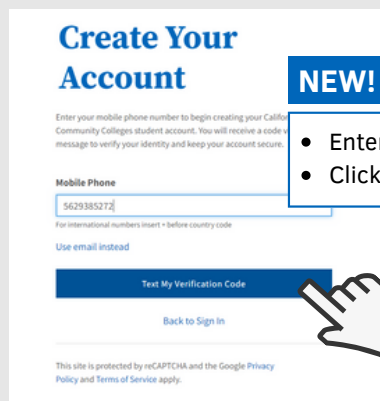 Create Your
Account
Enter your mobile phone number to begin creating your
Community Colleges student account. You will receive a code
message to verify your identity and keep your account secure.
NEW!
Enter
Click
Mobile Phone
5629385272
For international numbers insert + before country code
Use email instead
Text My Verification Code
Back to Sign In
This site is protected by reCAPTCHA and the Google Privacy
Policy and Terms of Service apply.